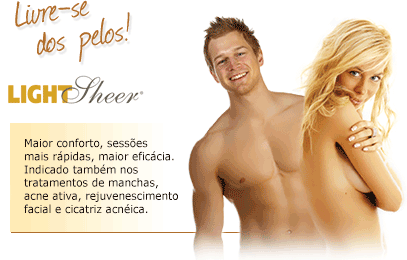 Livre-se
dos pelos!
LIGHTSheer®
Maior conforto, sessões
mais rápidas, maior eficácia.
Indicado também nos
tratamentos de manchas,
acne ativa, rejuvenescimento
facial e cicatriz acnéica.